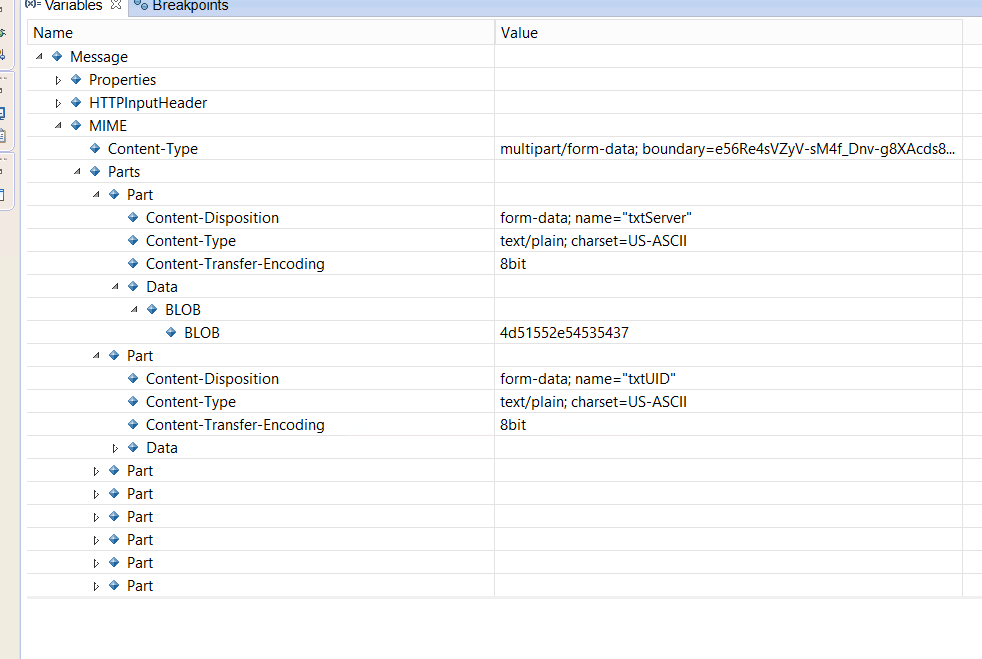 (x)= Variables Breakpoints
Name Value
Message
Properties
HTTPInputHeader
MIME
Content-Type multipart/form-data; boundary=e56Re4sVZyV-sM4f_Dnv-g8XAcds8...
Parts
Part
Content-Disposition form-data; name="txtServer"
Content-Type text/plain; charset=US-ASCII
Content-Transfer-Encoding 8bit
Data
BLOB
BLOB 4d51552e54535437
Part
Content-Disposition form-data; name="txtUID"
Content-Type text/plain; charset=US-ASCII
Content-Transfer-Encoding 8bit
Data
Part
Part
Part
Part
Part
Part